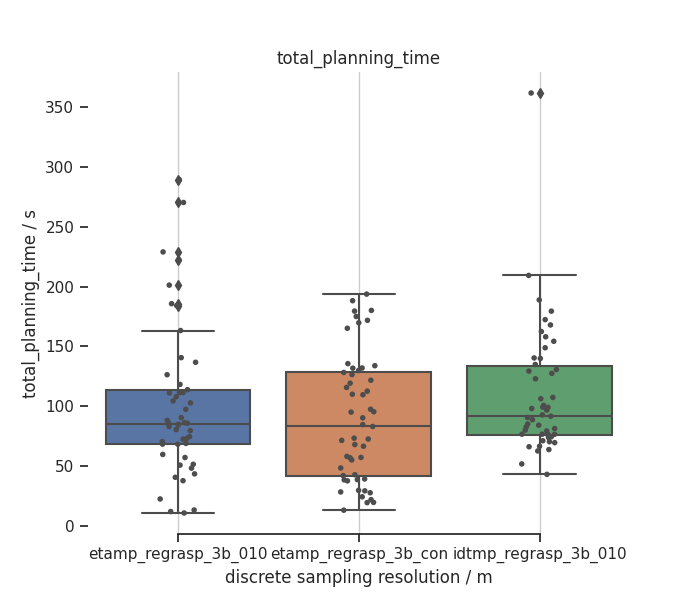 total_planning_time
350
300
250
200
150
100
50
0
total_planning_time / s
etamp_regrasp_3b_010 etamp_regrasp_3b_con idtmp_regrasp_3b_010
discrete sampling resolution / m